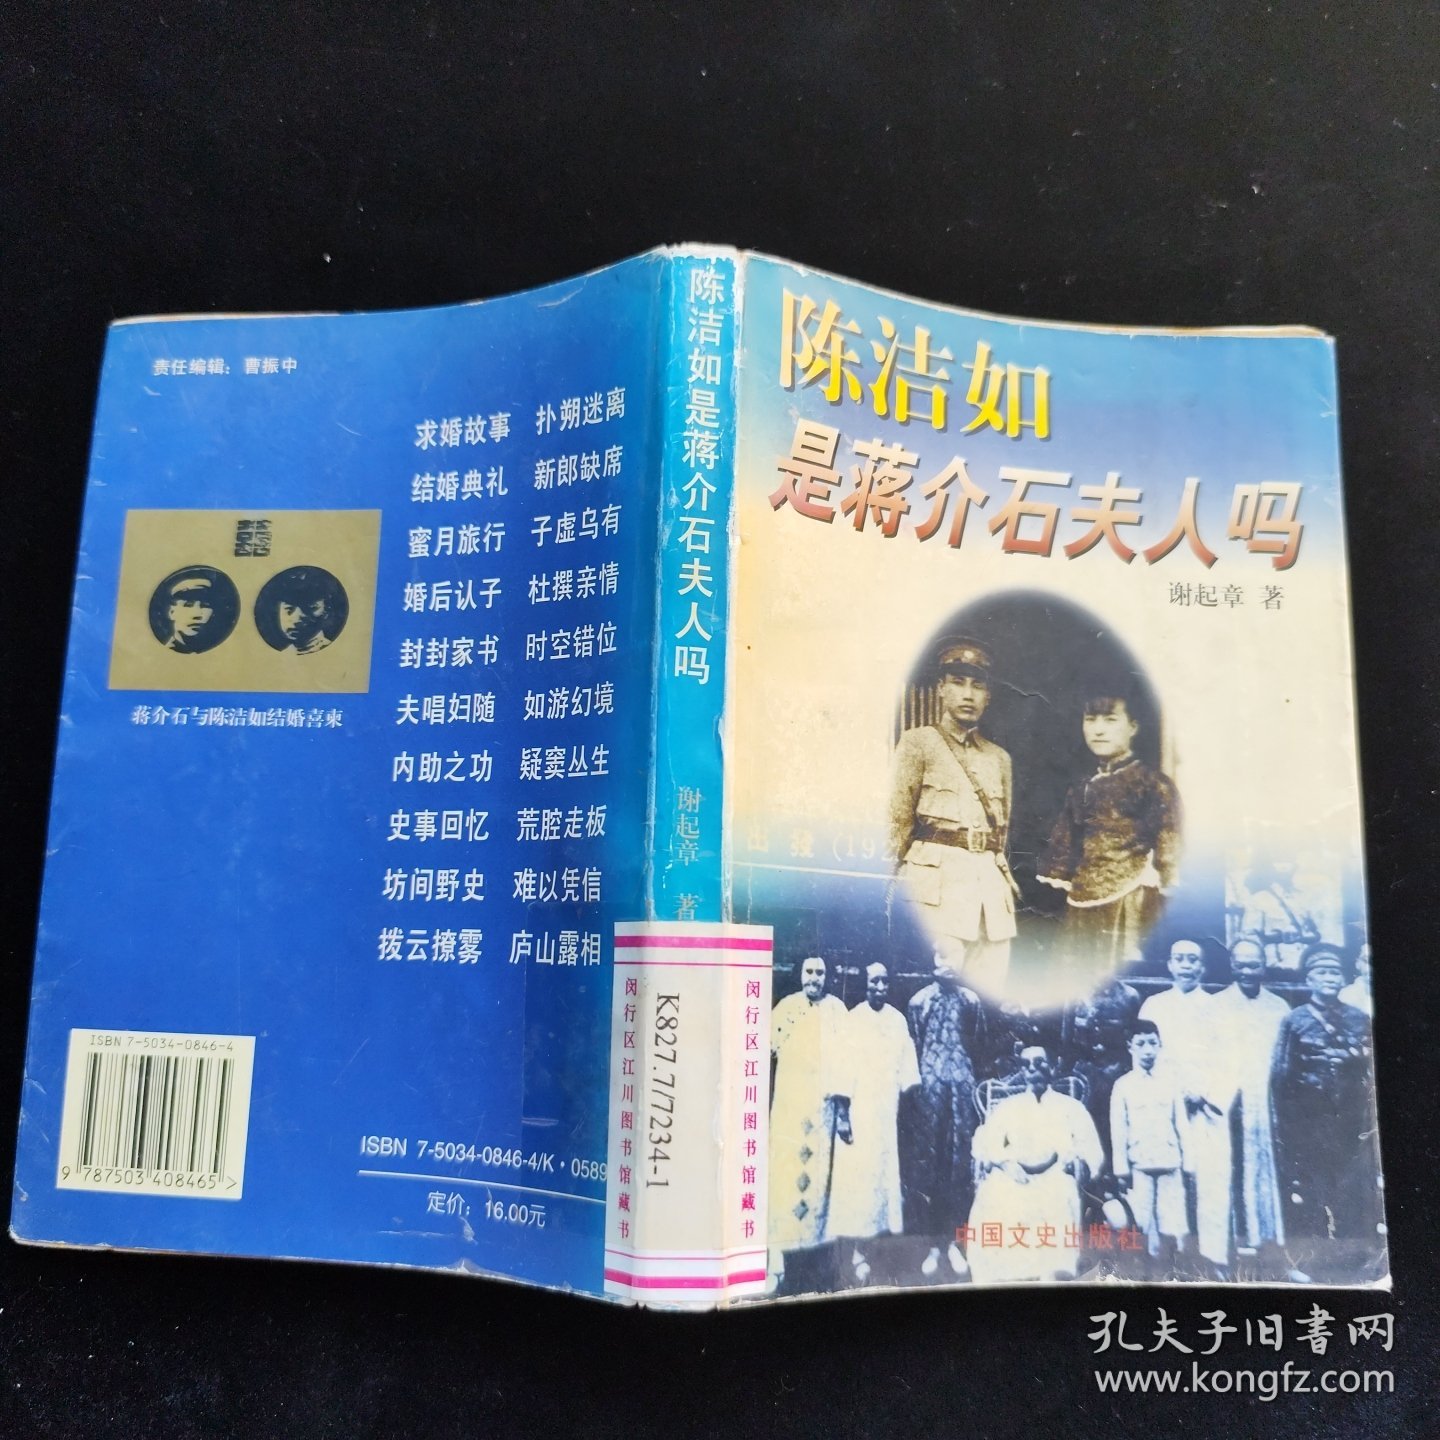 责任编辑：曹振中
求婚故事 扑朔迷离
结婚典礼 新郎缺席
蜜月旅行 子虚乌有
婚后认子 杜撰亲情
封封家书 时空错位
夫唱妇随 如游幻境
内助之功 疑窦丛生
史事回忆 荒腔走板
坊间野史 难以凭信
拨云撩雾 庐山露相
蒋介石与陈洁如结婚喜柬
ISBN 7-5034-0846-4
9 787503 408465>
ISBN 7-5034-0846-4/K·0589
定价：16.00元
陈洁如是蒋介石夫人吗
谢起章 著
闵行区江川图书馆藏书
K827.7/7234-1
闵行区江川图书馆藏书
陈洁如
是蒋介石夫人吗
谢起章 著
中国文史出版社
孔夫子旧书网
www.kongfz.com